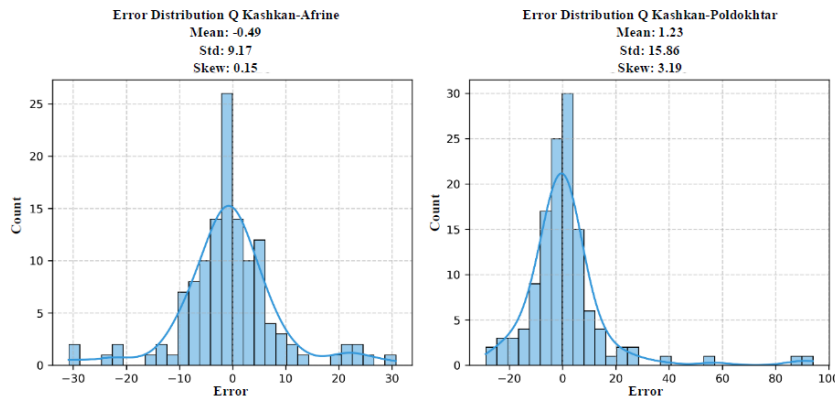 Error Distribution Q Kashkan-Afrine
Mean: -0.49
Std: 9.17
Skew: 0.15
25
20
15
10
5
0
Count
−30
−20
−10
0
10
20
30
Error
Error Distribution Q Kashkan-Poldokhtar
Mean: 1.23
Std: 15.86
Skew: 3.19
30
25
20
15
10
5
0
Count
−20
0
20
40
60
80
100
Error